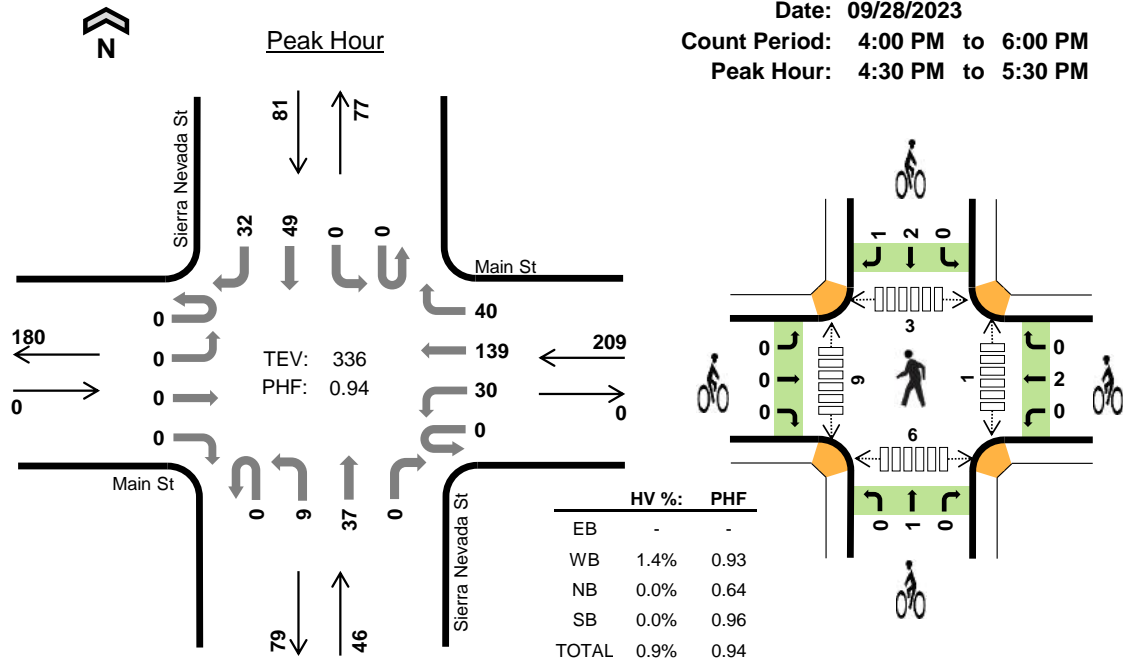 N
Peak Hour
Date: 09/28/2023
Count Period: 4:00 PM to 6:00 PM
Peak Hour: 4:30 PM to 5:30 PM
81 77
Sierra Nevada St
32 49 0 0
Main St
0
0
0
0
180
0
TEV: 336
PHF: 0.94
40
139
30
0
209
0
Main St
0 9 37 0
Sierra Nevada St
79 46
1 2 0
3
0
0
0
9
1
0
2
0
6
0 1 0
HV %: PHF
EB - -
WB 1.4% 0.93
NB 0.0% 0.64
SB 0.0% 0.96
TOTAL 0.9% 0.94